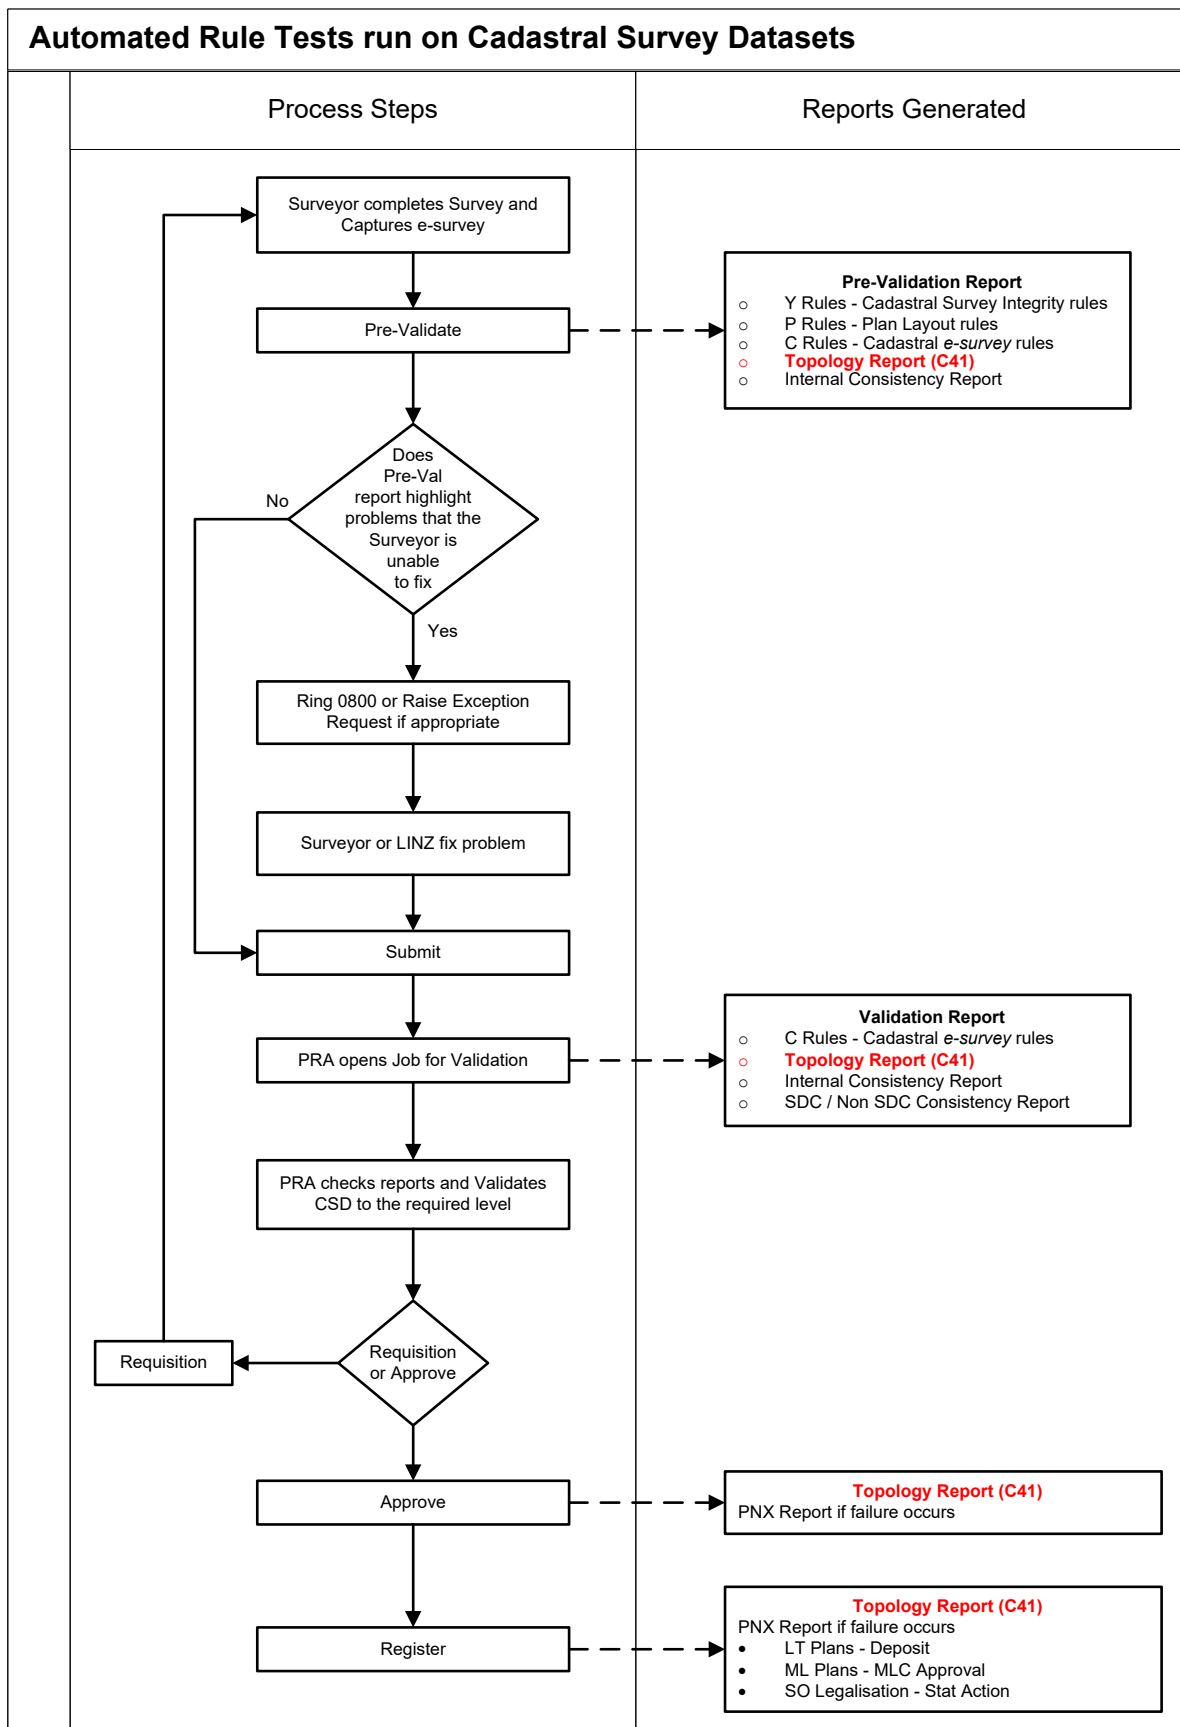 Automated Rule Tests run on Cadastral Survey Datasets
Process Steps
Reports Generated
Surveyor completes Survey and
Captures e-survey
Pre-Validate
Pre-Validation Report
Y Rules - Cadastral Survey Integrity rules
P Rules - Plan Layout rules
C Rules - Cadastral e-survey rules
Topology Report (C41)
Internal Consistency Report
Does
Pre-Val
report highlight
problems that the
Surveyor is
unable
to fix
No
Yes
Ring 0800 or Raise Exception
Request if appropriate
Surveyor or LINZ fix problem
Submit
PRA opens Job for Validation
Validation Report
C Rules - Cadastral e-survey rules
Topology Report (C41)
Internal Consistency Report
SDC / Non SDC Consistency Report
PRA checks reports and Validates
CSD to the required level
Requisition
or Approve
Requisition
Approve
Topology Report (C41)
PNX Report if failure occurs
Register
Topology Report (C41)
PNX Report if failure occurs
LT Plans - Deposit
ML Plans - MLC Approval
SO Legalisation - Stat Action